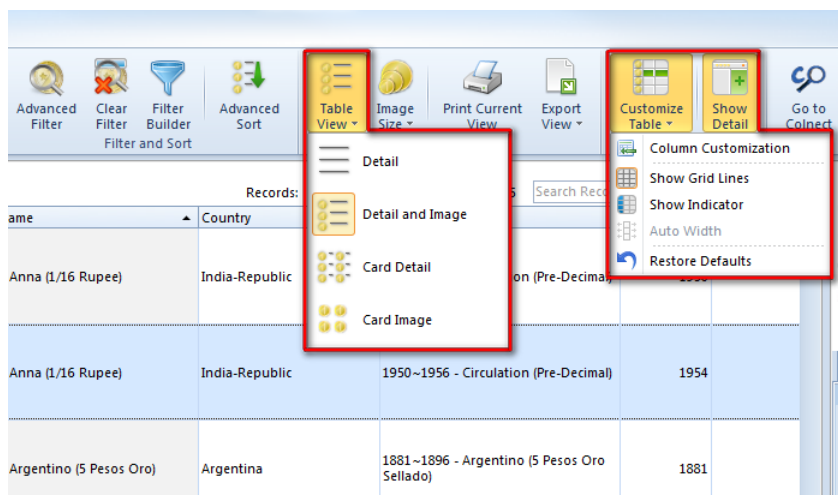 Advanced Filter
Clear Filter
Filter Builder
Advanced Sort
Table View
Image Size
Print Current View
Export View
Customize Table
Show Detail
Go to Colnect
Filter and Sort
Detail
Detail and Image
Card Detail
Card Image
Column Customization
Show Grid Lines
Show Indicator
Auto Width
Restore Defaults
Records:
Search Reco
ame
Country
Anna (1/16 Rupee)
India-Republic
on (Pre-Decimal)
Anna (1/16 Rupee)
India-Republic
1950~1956 - Circulation (Pre-Decimal)
1954
Argentino (5 Pesos Oro)
Argentina
1881~1896 - Argentino (5 Pesos Oro
Sellado)
1881